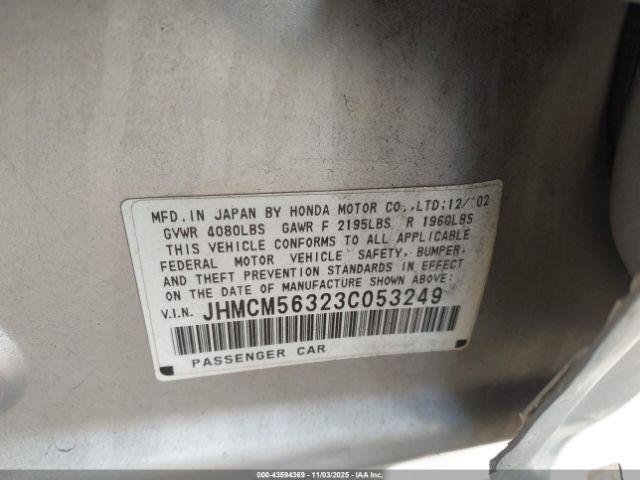 MFD. IN JAPAN BY HONDA MOTOR CO.,LTD:12/'02
GVWR 4080LBS GAWR F 2195LBS R 1960LBS
THIS VEHICLE CONFORMS TO ALL APPLICABLE
FEDERAL MOTOR VEHICLE SAFETY, BUMPER,
AND THEFT PREVENTION STANDARDS IN EFFECT
ON THE DATE OF MANUFACTURE SHOWN ABOVE:
V.I.N. JHMCM56323C053249
PASSENGER CAR
000-43594369 - 11/03/2025 - IAAI.COM